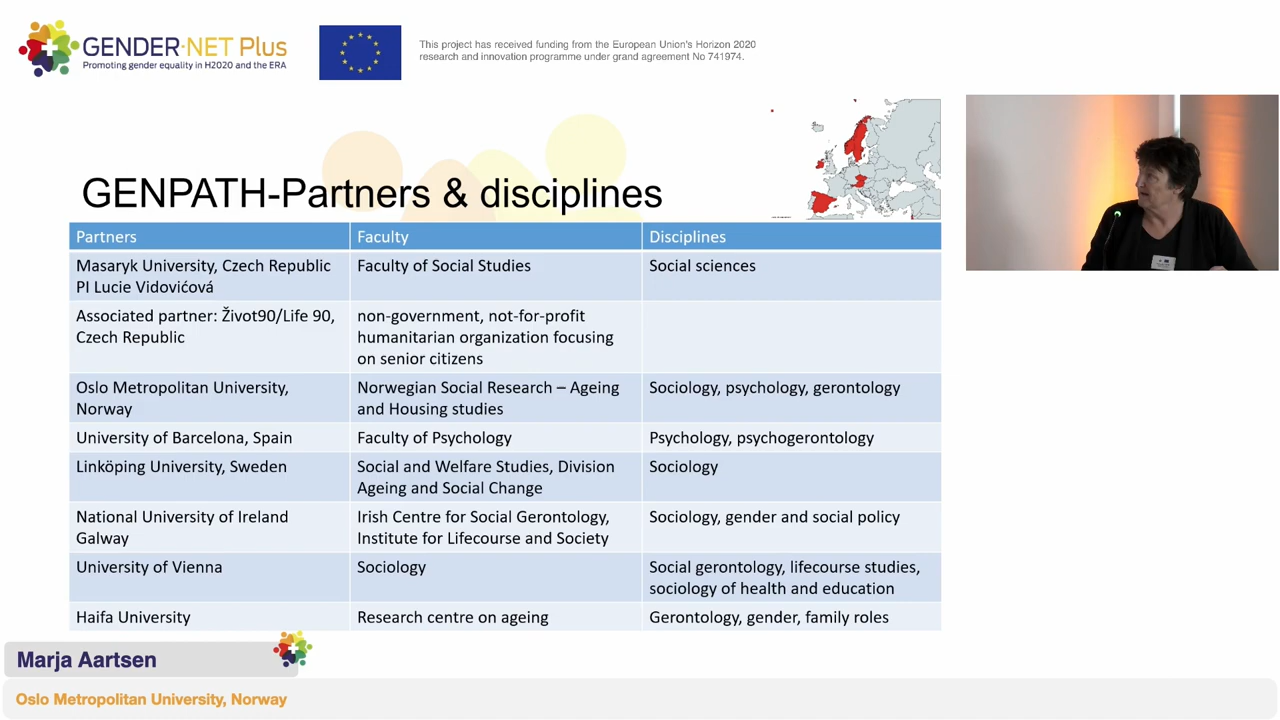 GENDER·NET Plus
Promoting gender equality in H2020 and the ERA
This project has received funding from the European Union's Horizon 2020
research and innovation programme under grand agreement No 741974.
GENPATH-Partners & disciplines
Partners
Faculty
Disciplines
Masaryk University, Czech Republic
PI Lucie Vidovićová
Faculty of Social Studies
Social sciences
Associated partner: Život90/Life 90,
Czech Republic
non-government, not-for-profit
humanitarian organization focusing
on senior citizens
Oslo Metropolitan University,
Norway
Norwegian Social Research – Ageing
and Housing studies
Sociology, psychology, gerontology
University of Barcelona, Spain
Faculty of Psychology
Psychology, psychogerontology
Linköping University, Sweden
Social and Welfare Studies, Division
Ageing and Social Change
Sociology
National University of Ireland
Galway
Irish Centre for Social Gerontology,
Institute for Lifecourse and Society
Sociology, gender and social policy
University of Vienna
Sociology
Social gerontology, lifecourse studies,
sociology of health and education
Haifa University
Research centre on ageing
Gerontology, gender, family roles
Marja Aartsen
Oslo Metropolitan University, Norway